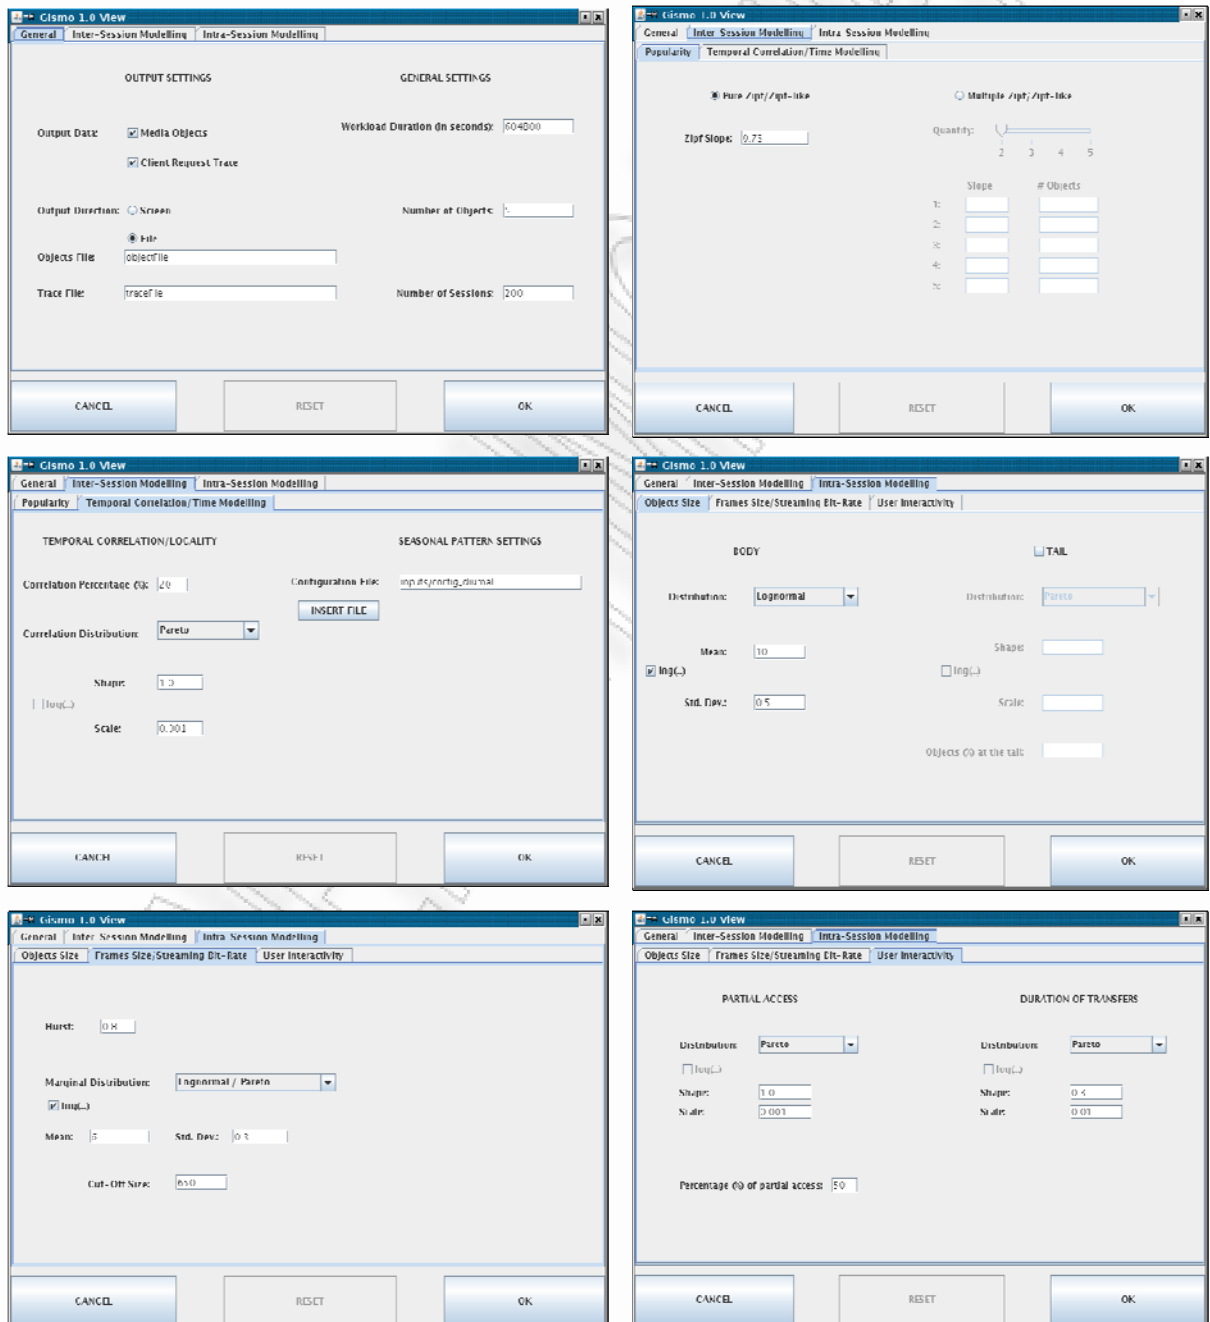 Gismo 1.0 View
General Inter-Session Modelling Intra-Session Modelling
OUTPUT SETTINGS GENERAL SETTINGS
Output Data: Media Objects Workload Duration (in seconds): 604800
Client Request Trace
Output Direction: Screen Number of Objects:
File
Objects File: objectfile
Trace File: tracefile Number of Sessions: 200
CANCEL RESET OK
Gismo 1.0 View
General Inter-Session Modelling Intra-Session Modelling
Popularity Temporal Correlation/Time Modelling
Pure Zipf/Zipf-like Multiple Zipf/Zipf-like
Zipf Slope: 0.73 Quantity:
2 3 4 5
Slope # Objects
1:
2:
3:
4:
5:
CANCEL RESET OK
Gismo 1.0 View
General Inter-Session Modelling Intra-Session Modelling
Popularity Temporal Correlation/Time Modelling
TEMPORAL CORRELATION/LOCALITY SEASONAL PATTERN SETTINGS
Correlation Percentage (%): 20 Configuration File: inputs/config_diurnal
INSERT FILE
Correlation Distribution: Pareto
Shape: 1.0
log(..)
Scale: 0.001
CANCEL RESET OK
Gismo 1.0 View
General Inter-Session Modelling Intra-Session Modelling
Objects Size Frames Size/Streaming Bit-Rate User Interactivity
BODY TAIL
Distribution: Lognormal Distribution: Pareto
Mean: 10 Shape:
log(..) log(..)
Std. Dev.: 0.5 Scale:
Objects (%) at the tail:
CANCEL RESET OK
Gismo 1.0 View
General Inter-Session Modelling Intra-Session Modelling
Objects Size Frames Size/Streaming Bit-Rate User Interactivity
Hurst: 0.8
Marginal Distribution: Lognormal / Pareto
log(..)
Mean: Std. Dev.: 0.3
Cut-Off Size: 650
CANCEL RESET OK
Gismo 1.0 View
General Inter-Session Modelling Intra-Session Modelling
Objects Size Frames Size/Streaming Bit-Rate User Interactivity
PARTIAL ACCESS DURATION OF TRANSFERS
Distribution: Pareto Distribution: Pareto
log(..) log(..)
Shape: 1.0 Shape:
Scale: 0.001 Scale: 0.01
Percentage (%) of partial access: 50
CANCEL RESET OK